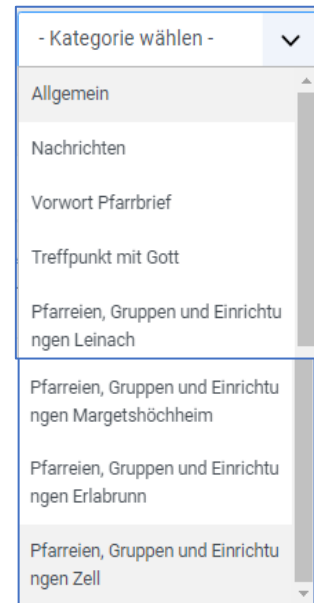 - Kategorie wählen -
Allgemein
Nachrichten
Vorwort Pfarrbrief
Treffpunkt mit Gott
Pfarreien, Gruppen und Einrichtu
ngen Leinach
Pfarreien, Gruppen und Einrichtu
ngen Margetshöchheim
Pfarreien, Gruppen und Einrichtu
ngen Erlabrunn
Pfarreien, Gruppen und Einrichtu
ngen Zell